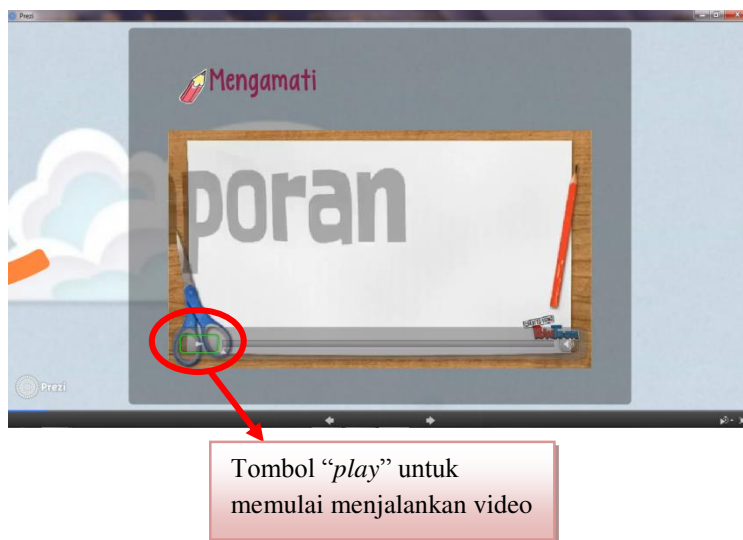 Prezi
Mengamati
poran
Prezi
Tombol “play” untuk
memulai menjalankan video